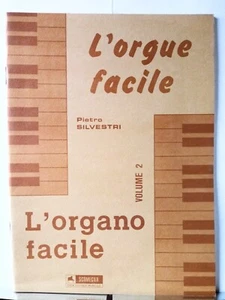 L'orgue
facile
Pietro
SILVESTRI
VOLUME 2
L'organo
facile